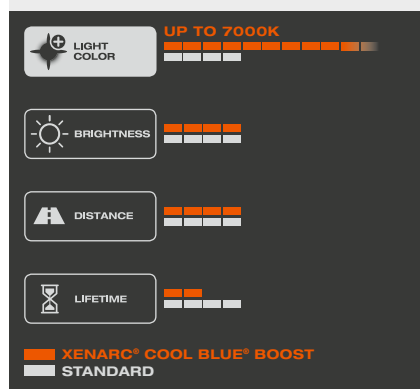 UP TO 7000K
LIGHT
COLOR
BRIGHTNESS
DISTANCE
LIFETIME
XENARC® COOL BLUE® BOOST
STANDARD